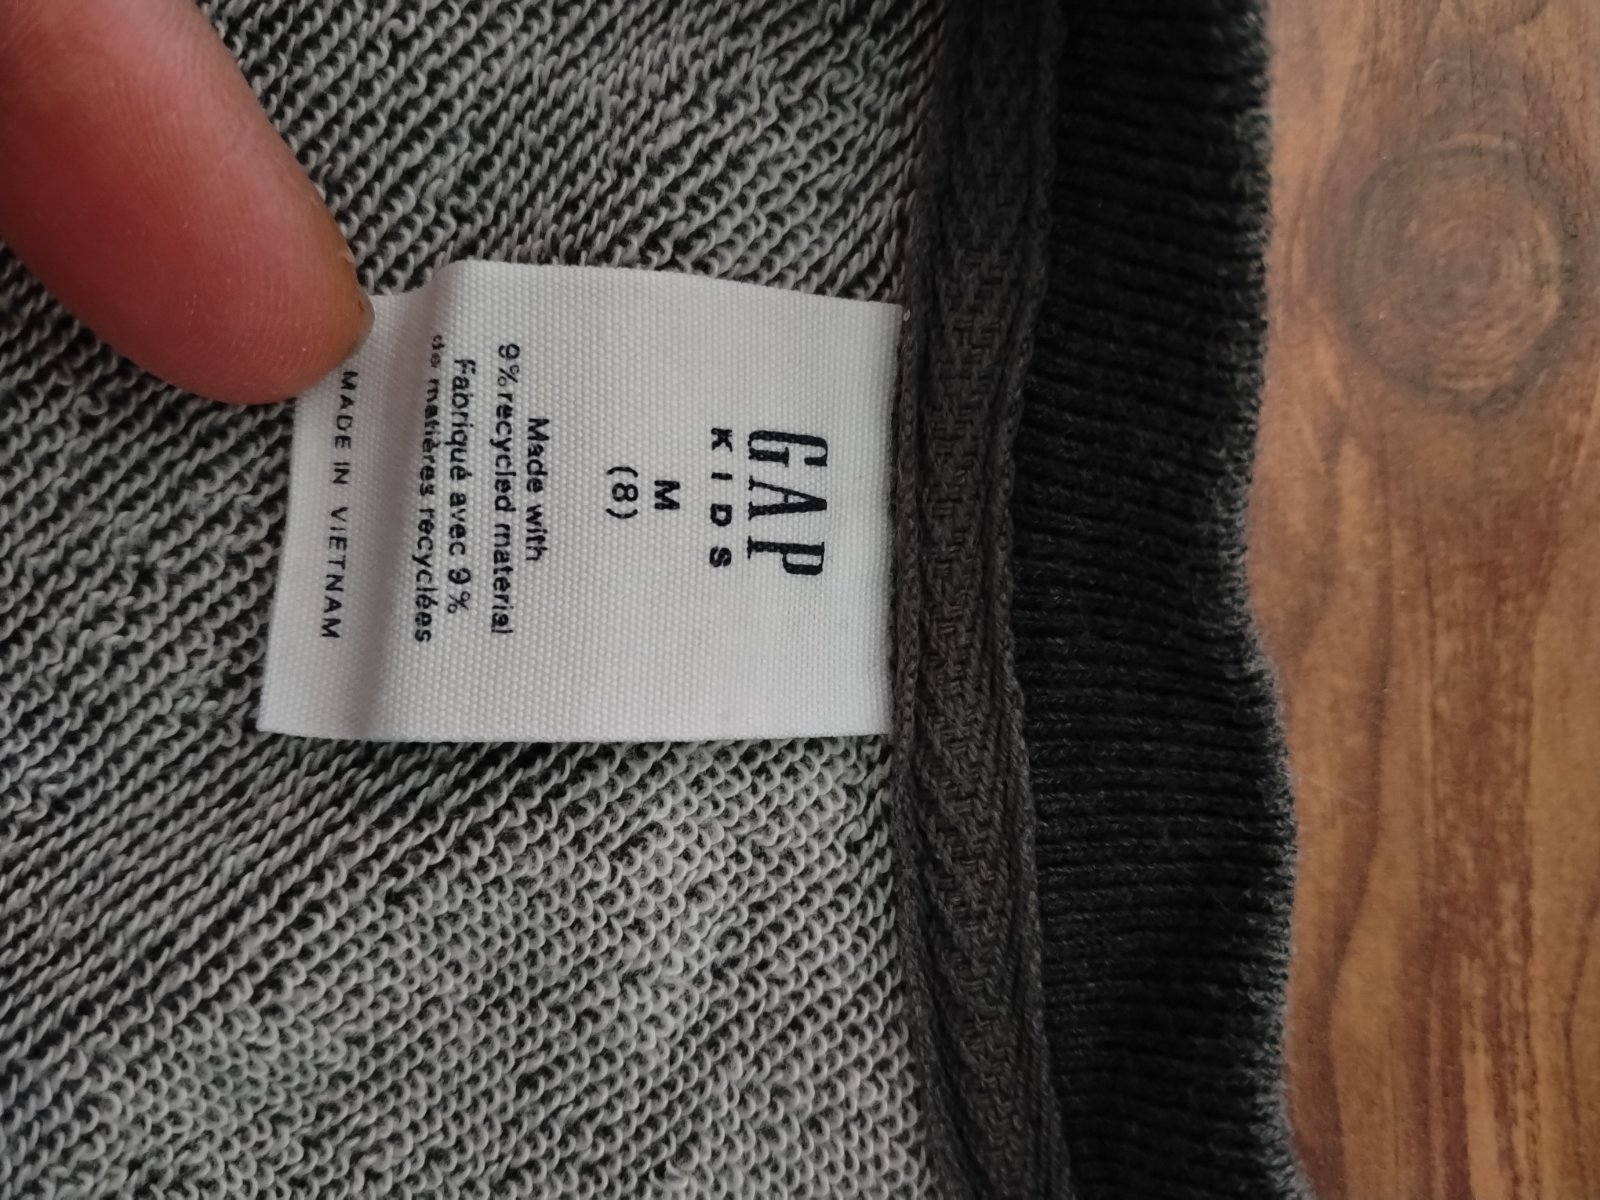 GAP
KIDS
M
(8)
Made with
9% recycled material
Fabriqué avec 9%
de matières recyclées
MADE IN VIETNAM